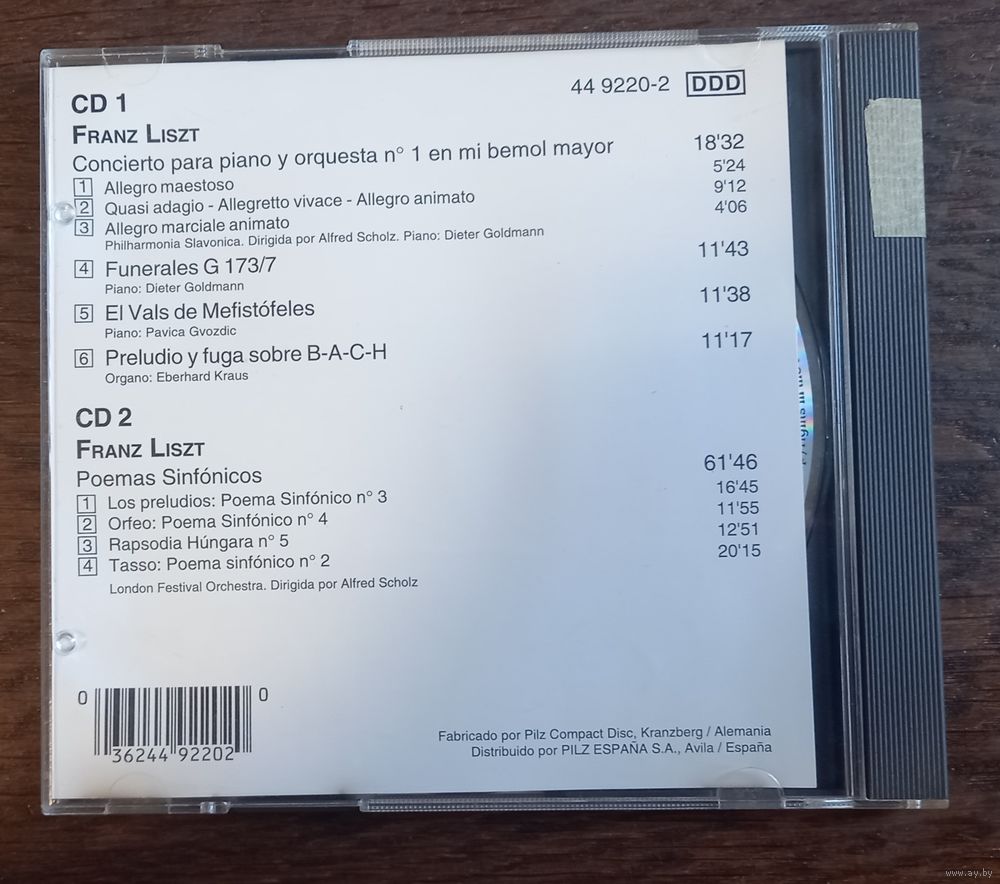 44 9220-2 DDD
CD 1
FRANZ LISZT
Concierto para piano y orquesta n° 1 en mi bemol mayor 18'32
1 Allegro maestoso 5'24
2 Quasi adagio - Allegretto vivace - Allegro animato 9'12
3 Allegro marciale animato 4'06
Philharmonia Slavonica. Dirigida por Alfred Scholz. Piano: Dieter Goldmann
4 Funerales G 173/7 11'43
Piano: Dieter Goldmann
5 El Vals de Mefistófeles 11'38
Piano: Pavica Gvozdic
6 Preludio y fuga sobre B-A-C-H 11'17
Organo: Eberhard Kraus
CD 2
FRANZ LISZT
Poemas Sinfónicos 61'46
1 Los preludios: Poema Sinfónico n° 3 16'45
2 Orfeo: Poema Sinfónico n° 4 11'55
3 Rapsodia Húngara n° 5 12'51
4 Tasso: Poema sinfónico n° 2 20'15
London Festival Orchestra. Dirigida por Alfred Scholz
0 36244 92202 0
Fabricado por Pilz Compact Disc, Kranzberg / Alemania
Distribuido por PILZ ESPAÑA S.A., Avila / España
www.ay.by